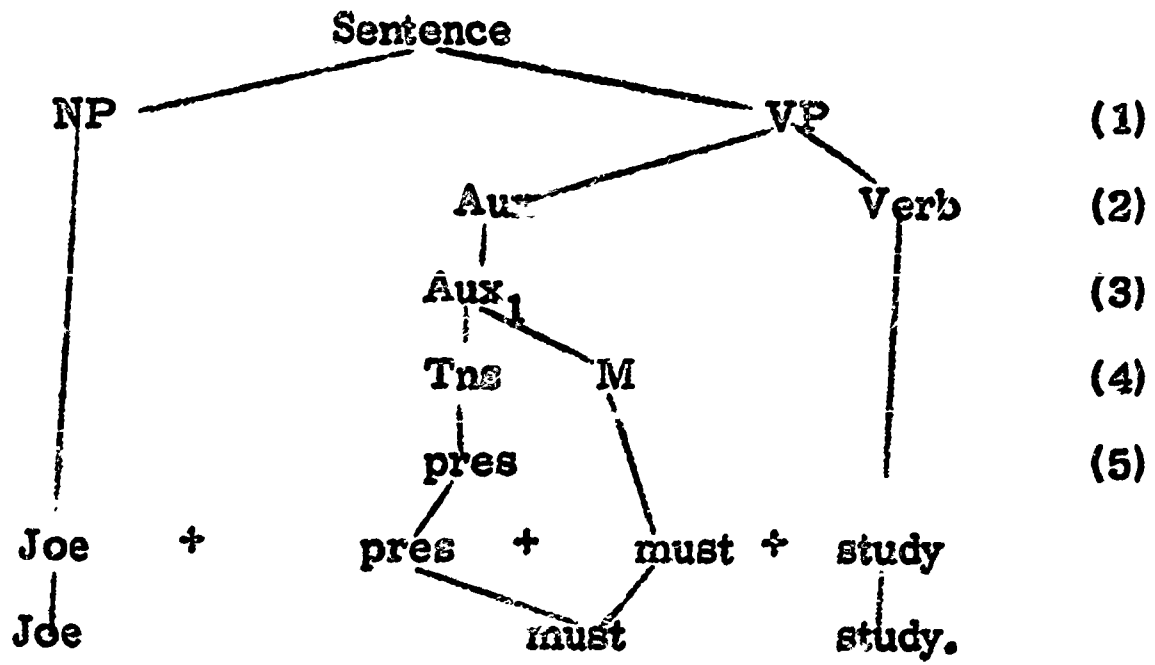 Sentence
NP VP (1)
Aux Verb (2)
Aux1 (3)
Tns M (4)
pres (5)
Joe + pres + must + study
Joe must study.